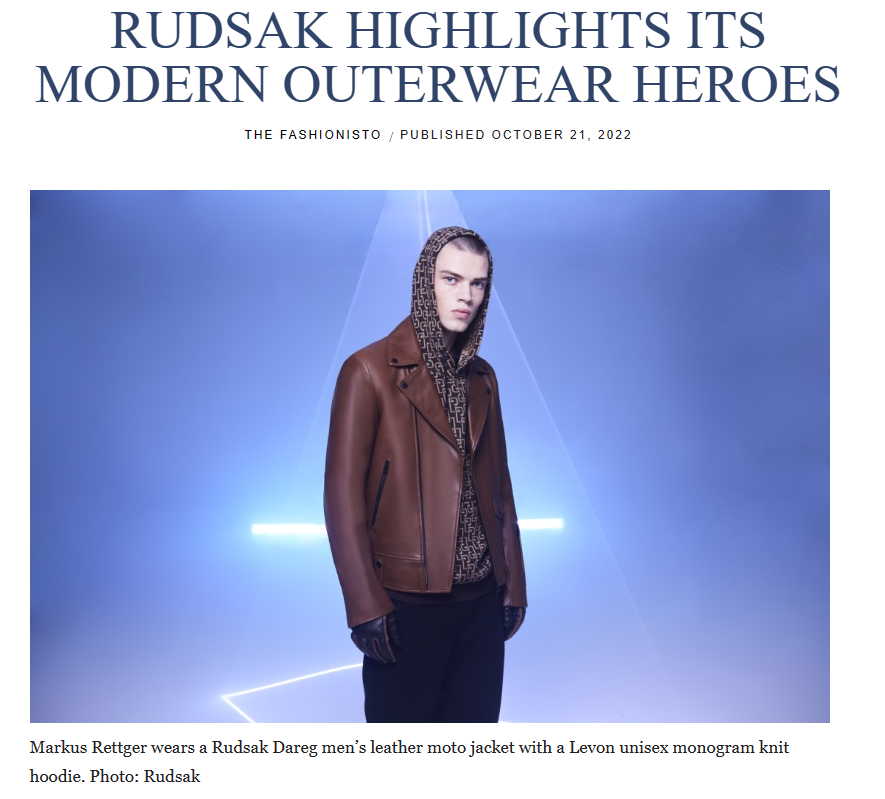 RUDSAK HIGHLIGHTS ITS
MODERN OUTERWEAR HEROES
THE FASHIONISTO / PUBLISHED OCTOBER 21, 2022
Markus Rettger wears a Rudsak Dareg men’s leather moto jacket with a Levon unisex monogram knit
hoodie. Photo: Rudsak